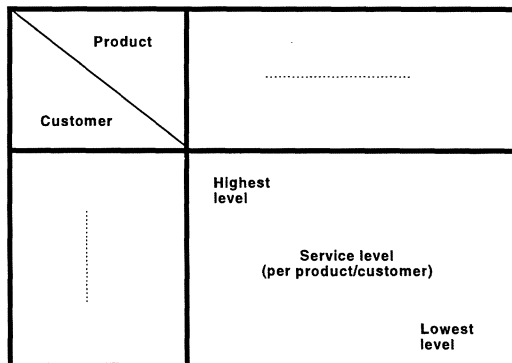 Product
Customer
Highest
level
Service level
(per product/customer)
Lowest
level